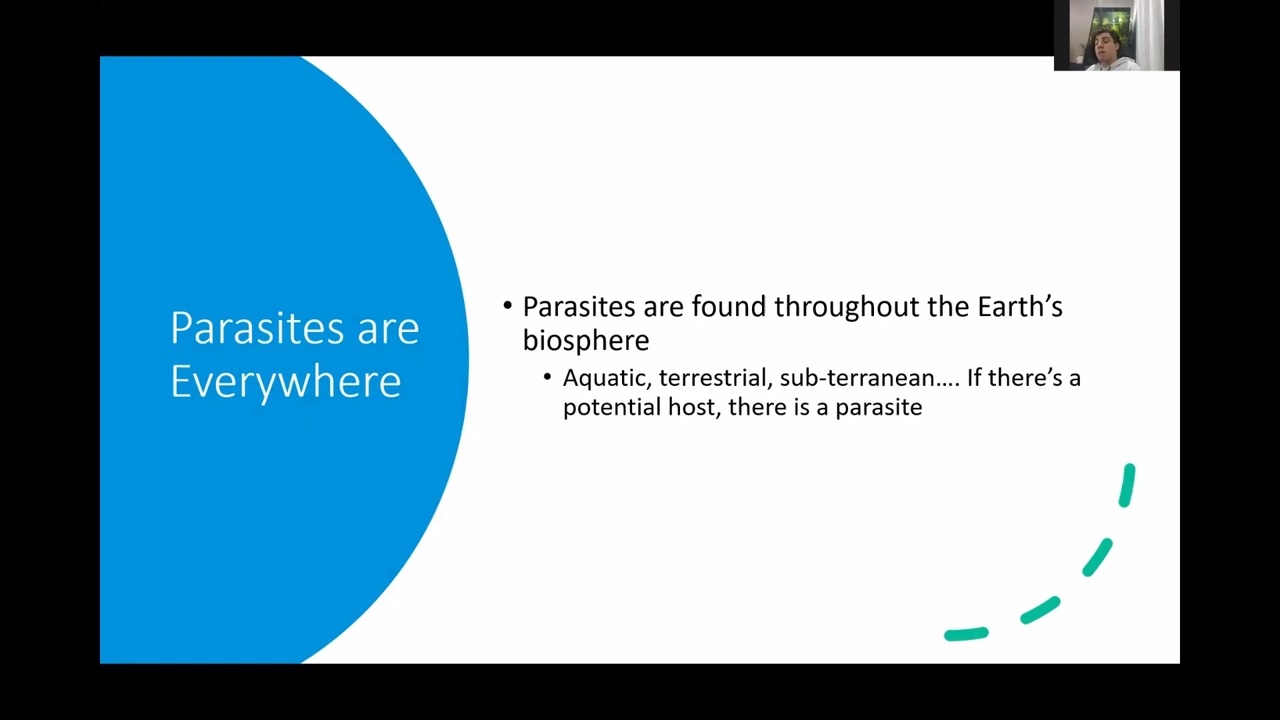 Parasites are
Everywhere
• Parasites are found throughout the Earth’s
biosphere
• Aquatic, terrestrial, sub-terranean…. If there’s a
potential host, there is a parasite